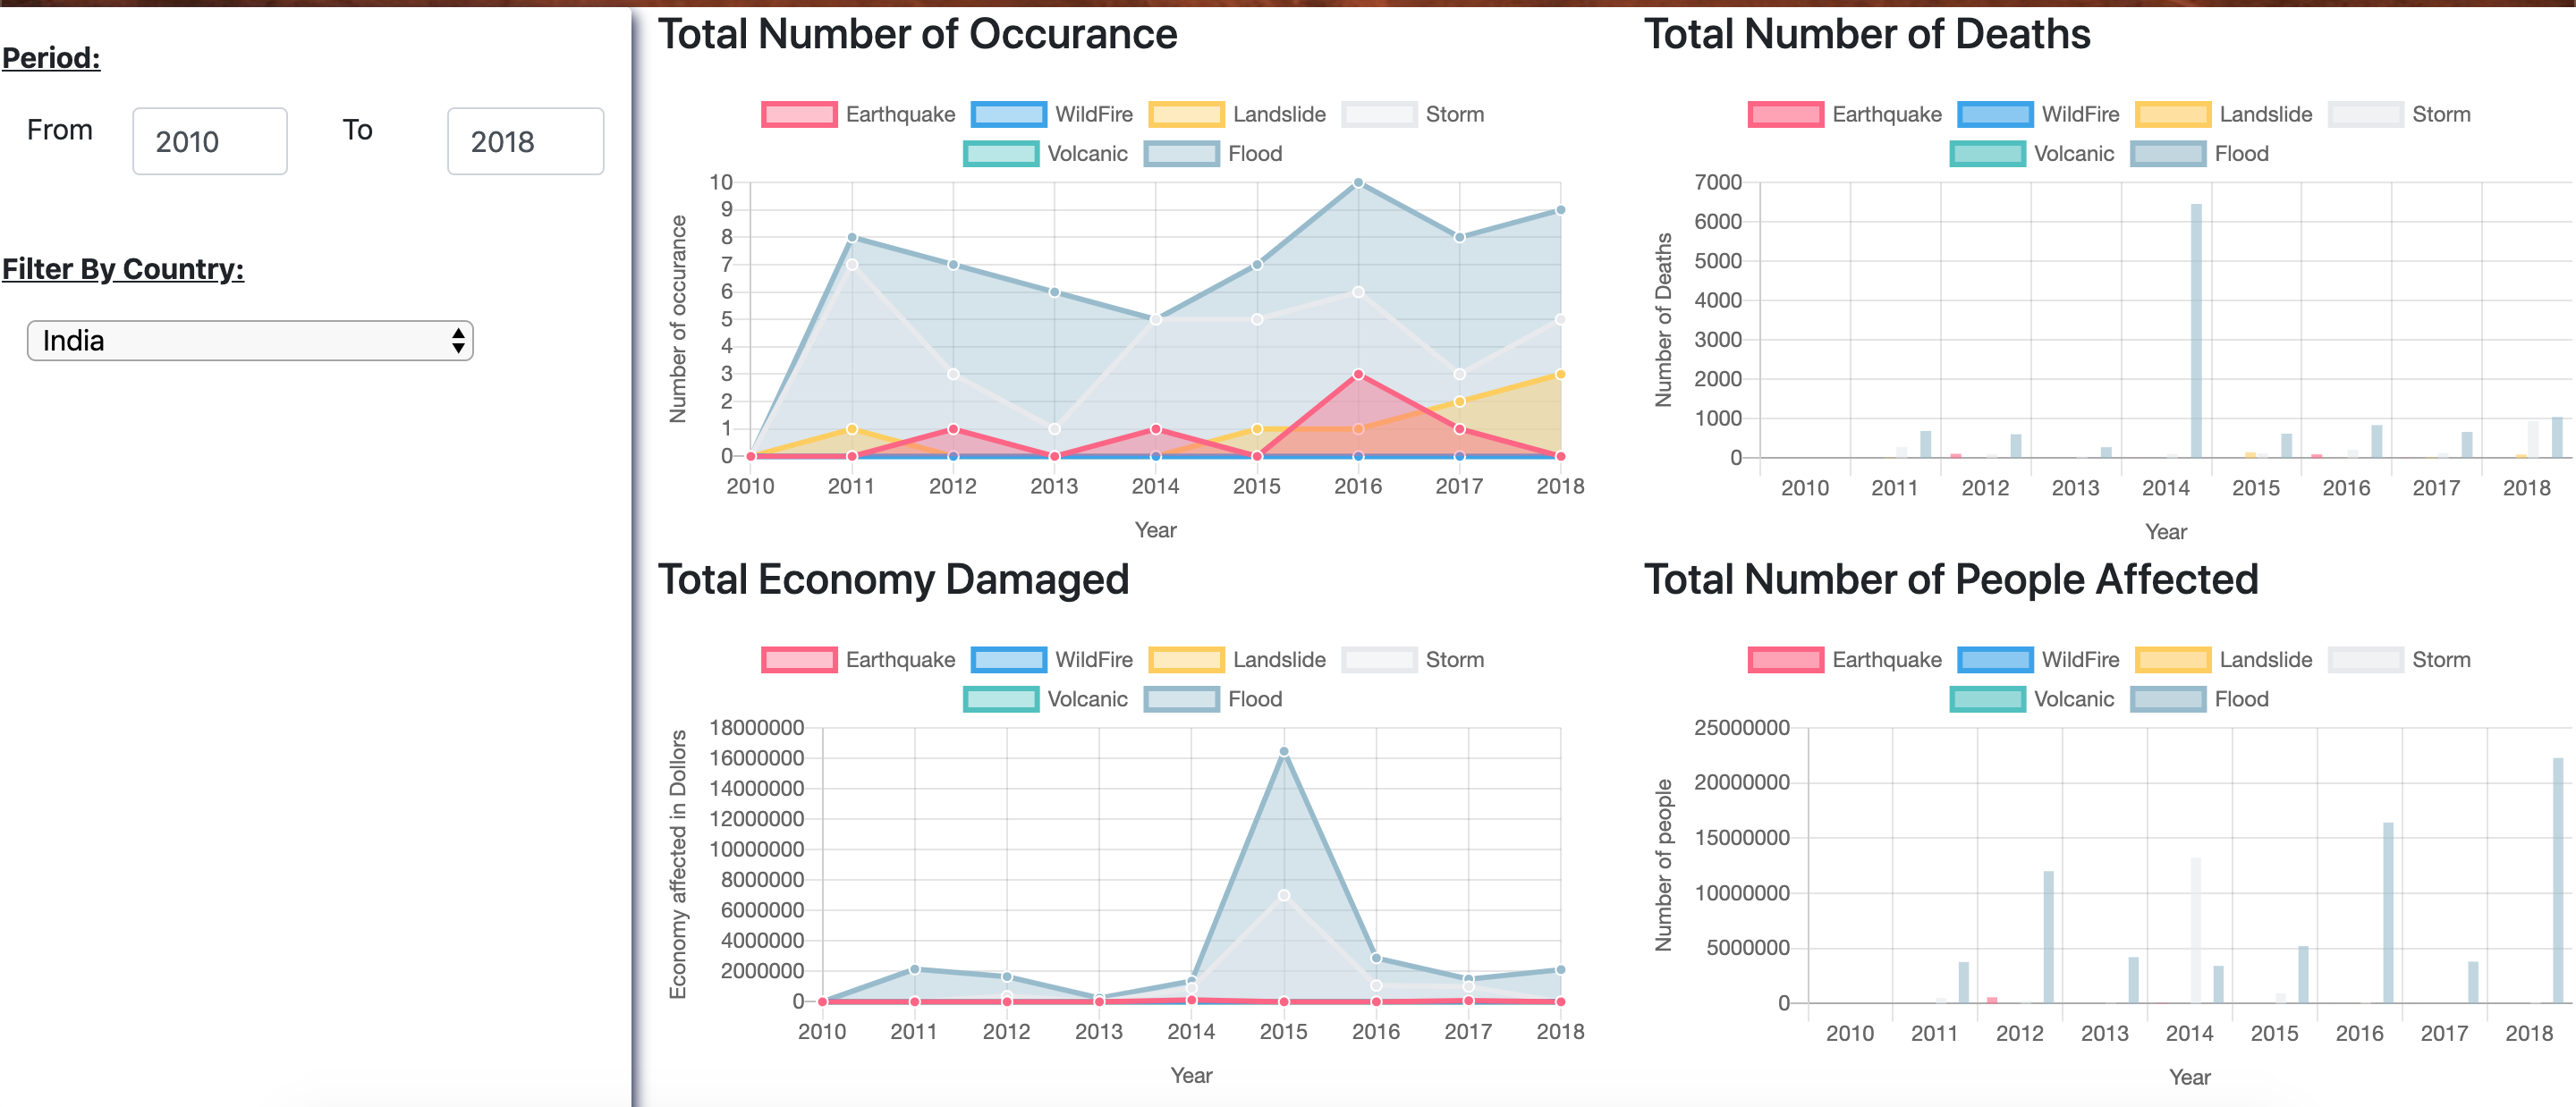 Period:
From 2010 To 2018
Filter By Country:
India
Total Number of Occurance
Earthquake WildFire Landslide Storm
Volcanic Flood
Number of occurance
10
9
8
7
6
5
4
3
2
1
0
2010 2011 2012 2013 2014 2015 2016 2017 2018
Year
Total Number of Deaths
Earthquake WildFire Landslide Storm
Volcanic Flood
Number of Deaths
7000
6000
5000
4000
3000
2000
1000
0
2010 2011 2012 2013 2014 2015 2016 2017 2018
Year
Total Economy Damaged
Earthquake WildFire Landslide Storm
Volcanic Flood
Economy affected in Dollors
18000000
16000000
14000000
12000000
10000000
8000000
6000000
4000000
2000000
0
2010 2011 2012 2013 2014 2015 2016 2017 2018
Year
Total Number of People Affected
Earthquake WildFire Landslide Storm
Volcanic Flood
Number of people
25000000
20000000
15000000
10000000
5000000
0
2010 2011 2012 2013 2014 2015 2016 2017 2018
Year